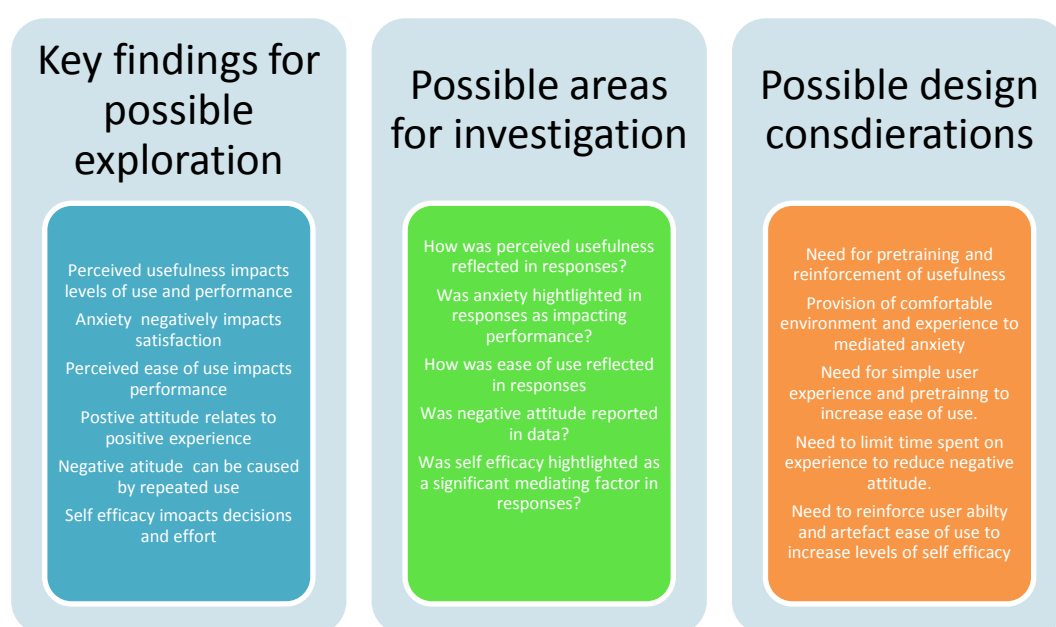 Key findings for
possible
exploration
Perceived usefulness impacts
levels of use and performance
Anxiety negatively impacts
satisfaction
Perceived ease of use impacts
performance
Postive attitude relates to
positive experience
Negative atitude can be caused
by repeated use
Self efficacy imoacts decisions
and effort
Possible areas
for investigation
How was perceived usefulness
reflected in responses?
Was anxiety hightlighted in
responses as impacting
performance?
How was ease of use reflected
in responses
Was negative attitude reported
in data?
Was self efficacy hightlighted as
a significant mediating factor in
responses?
Possible design
consdierations
Need for pretraining and
reinforcement of usefulness
Provision of comfortable
environment and experience to
mediated anxiety
Need for simple user
experience and pretrainng to
increase ease of use.
Need to limit time spent on
experience to reduce negative
attitude.
Need to reinforce user abilty
and artefact ease of use to
increase levels of self efficacy